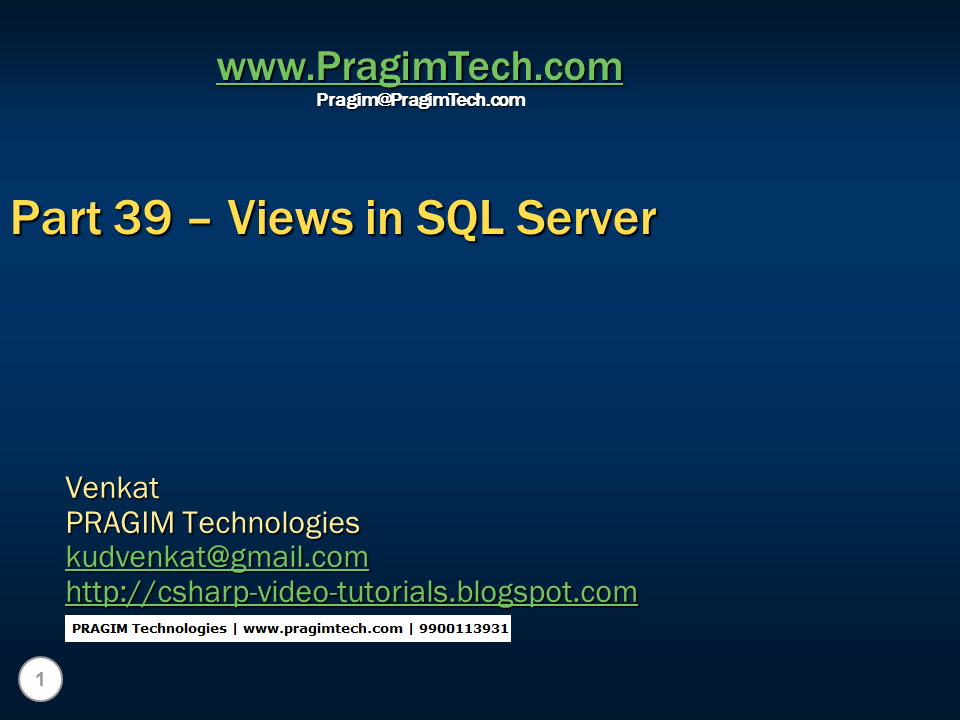 www.PragimTech.com
Pragim@PragimTech.com
Part 39 – Views in SQL Server
Venkat
PRAGIM Technologies
kudvenkat@gmail.com
http://csharp-video-tutorials.blogspot.com
PRAGIM Technologies | www.pragimtech.com | 9900113931
1